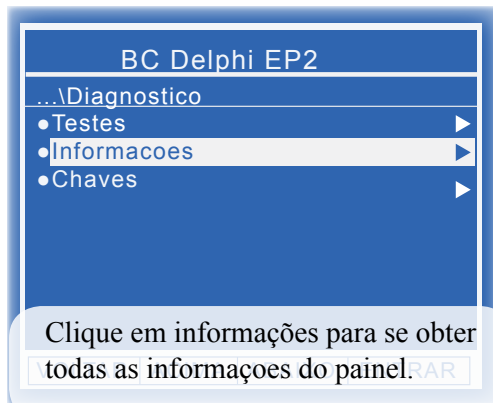 BC Delphi EP2
...\Diagnostico
●Testes
●Informacoes
●Chaves
Clique em informações para se obter
todas as informaçoes do painel.